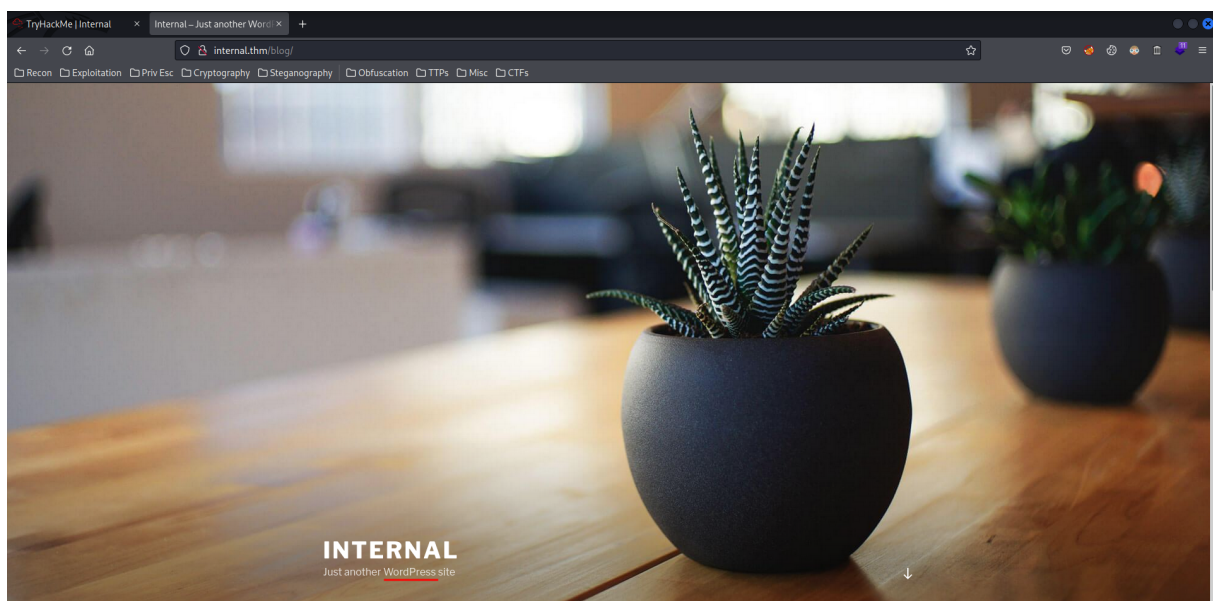 TryHackMe | Internal
Internal – Just another Word
internal.thm/blog/
Recon
Exploitation
Priv Esc
Cryptography
Steganography
Obfuscation
TTPs
Misc
CTFs
INTERNAL
Just another WordPress site